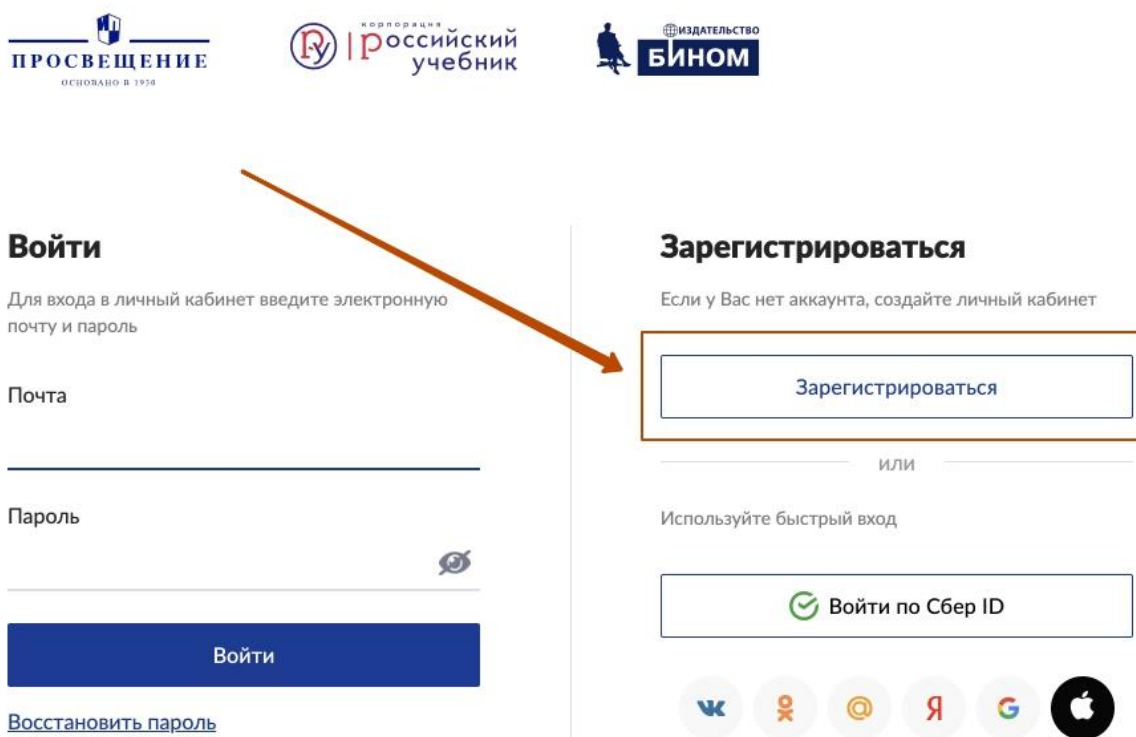 ПРОСВЕЩЕНИЕ
ОСНОВАНО В 1930
корпорация
российский
учебник
ИЗДАТЕЛЬСТВО
БИНОМ
Войти
Для входа в личный кабинет введите электронную
почту и пароль
Почта
Пароль
Войти
Восстановить пароль
Зарегистрироваться
Если у Вас нет аккаунта, создайте личный кабинет
Зарегистрироваться
или
Используйте быстрый вход
Войти по Сбер ID